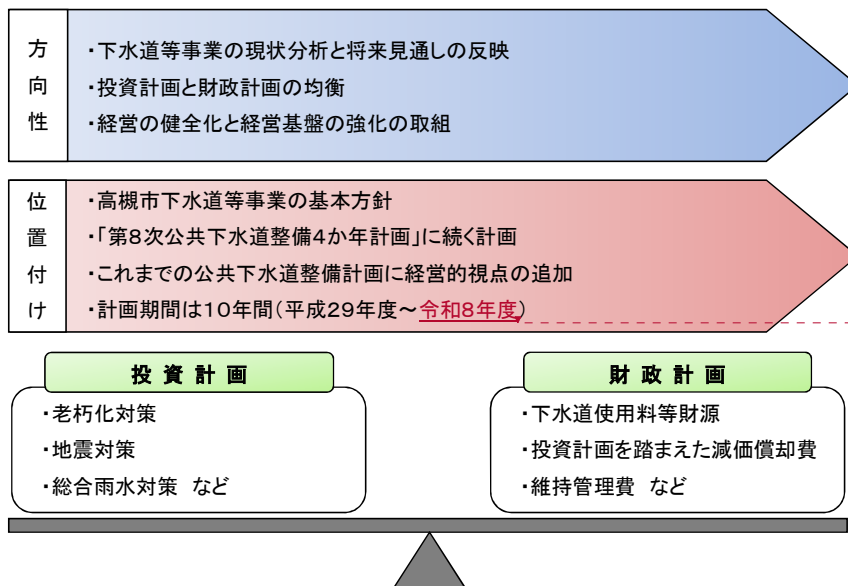 方向性
・下水道等事業の現状分析と将来見通しの反映
・投資計画と財政計画の均衡
・経営の健全化と経営基盤の強化の取組
位置付け
・高槻市下水道等事業の基本方針
・「第8次公共下水道整備4か年計画」に続く計画
・これまでの公共下水道整備計画に経営的視点の追加
・計画期間は10年間(平成29年度～令和8年度)
投資計画
・老朽化対策
・地震対策
・総合雨水対策 など
財政計画
・下水道使用料等財源
・投資計画を踏まえた減価償却費
・維持管理費 など